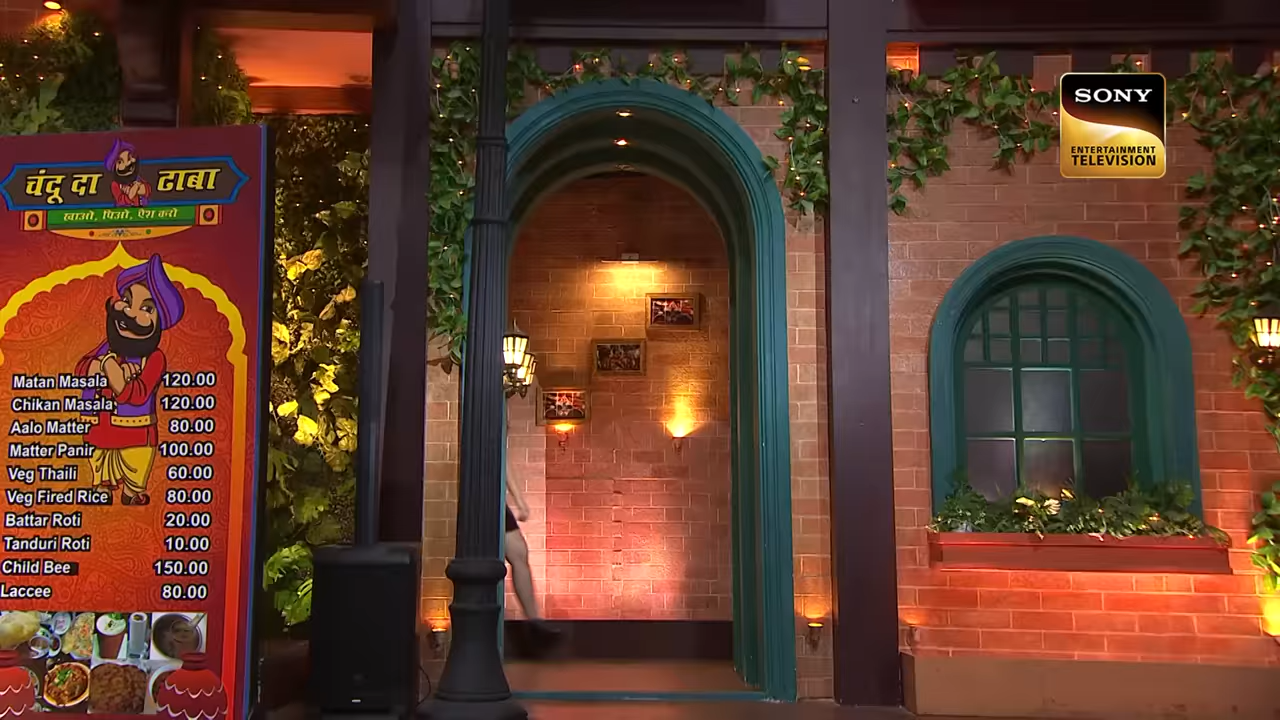 चंदू दा ढाबा
खाओ, पिओ, ऐश करो
Matan Masala 120.00
Chikan Masala 120.00
Aalo Matter 80.00
Matter Panir 100.00
Veg Thaili 60.00
Veg Fired Rice 80.00
Battar Roti 20.00
Tanduri Roti 10.00
Child Bee 150.00
Laccee 80.00
SONY
ENTERTAINMENT
TELEVISION